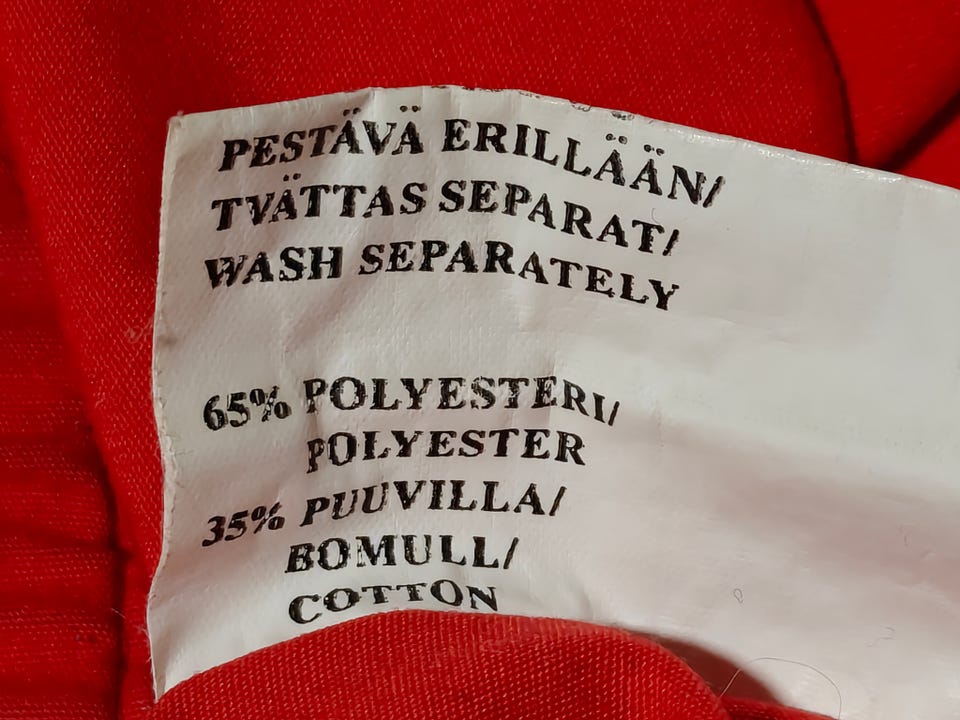 PESTÄVÄ ERILLÄÄN/
TVÄTTAS SEPARAT/
WASH SEPARATELY
65% POLYESTERI/
POLYESTER
35% PUUVILLA/
BOMULL/
COTTON